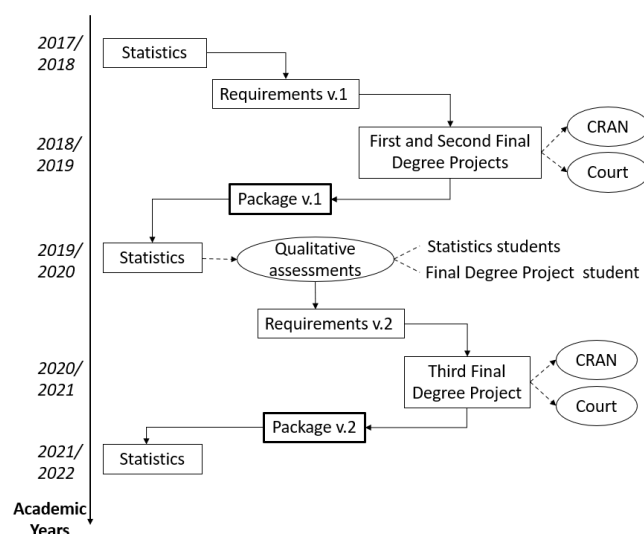 2017/
2018
Statistics
Requirements v.1
2018/
2019
First and Second Final
Degree Projects
CRAN
Court
Package v.1
2019/
2020
Statistics
Qualitative
assessments
Statistics students
Final Degree Project student
Requirements v.2
2020/
2021
Third Final
Degree Project
CRAN
Court
Package v.2
2021/
2022
Statistics
Academic
Years